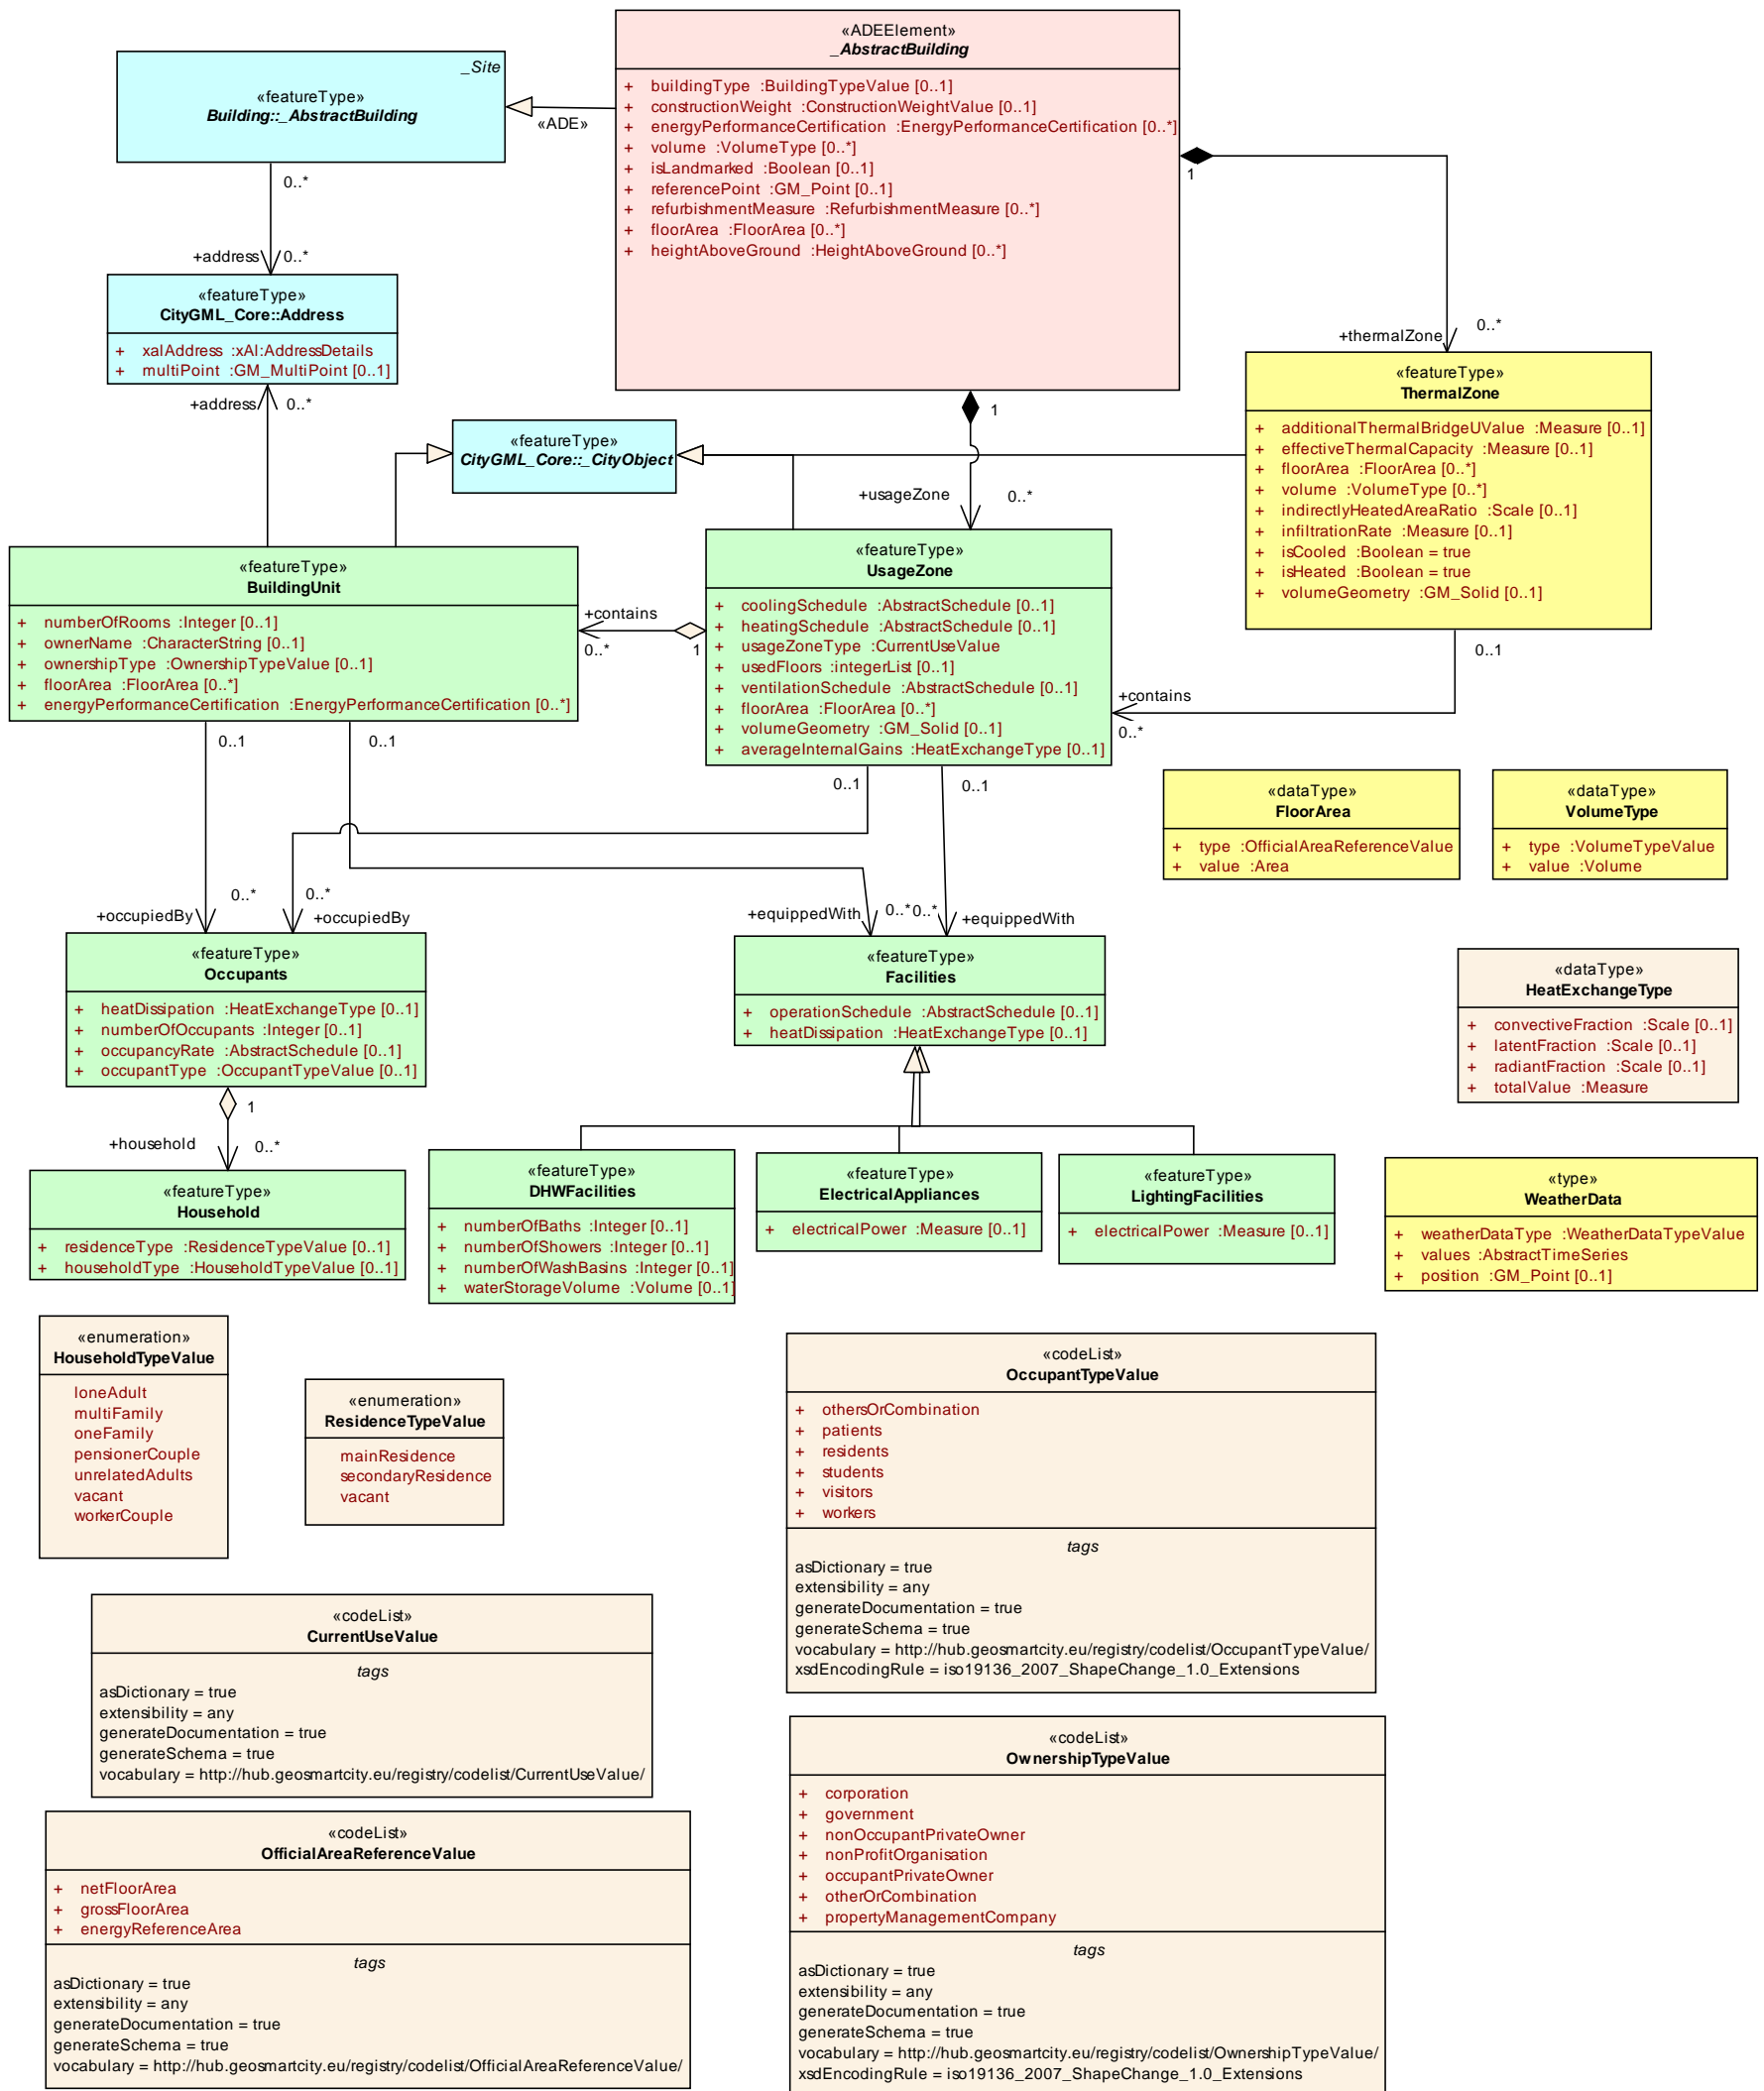 «ADEElement»
_AbstractBuilding
+ buildingType :BuildingTypeValue [0..1]
+ constructionWeight :ConstructionWeightValue [0..1]
+ energyPerformanceCertification :EnergyPerformanceCertification [0..*]
+ volume :VolumeType [0..*]
+ isLandmarked :Boolean [0..1]
+ referencePoint :GM_Point [0..1]
+ refurbishmentMeasure :RefurbishmentMeasure [0..*]
+ floorArea :FloorArea [0..*]
+ heightAboveGround :HeightAboveGround [0..*]
_Site
«featureType»
Building::_AbstractBuilding
«ADE»
1
0..*
+address
0..*
«featureType»
CityGML_Core::Address
+ xalAddress :xAl:AddressDetails
+ multiPoint :GM_MultiPoint [0..1]
+address
0..*
+thermalZone
0..*
«featureType»
ThermalZone
+ additionalThermalBridgeUValue :Measure [0..1]
+ effectiveThermalCapacity :Measure [0..1]
+ floorArea :FloorArea [0..*]
+ volume :VolumeType [0..*]
+ indirectlyHeatedAreaRatio :Scale [0..1]
+ infiltrationRate :Measure [0..1]
+ isCooled :Boolean = true
+ isHeated :Boolean = true
+ volumeGeometry :GM_Solid [0..1]
1
«featureType»
CityGML_Core::_CityObject
+usageZone
0..*
«featureType»
BuildingUnit
+ numberOfRooms :Integer [0..1]
+ ownerName :CharacterString [0..1]
+ ownershipType :OwnershipTypeValue [0..1]
+ floorArea :FloorArea [0..*]
+ energyPerformanceCertification :EnergyPerformanceCertification [0..*]
+contains
0..*
1
«featureType»
UsageZone
+ coolingSchedule :AbstractSchedule [0..1]
+ heatingSchedule :AbstractSchedule [0..1]
+ usageZoneType :CurrentUseValue
+ usedFloors :integerList [0..1]
+ ventilationSchedule :AbstractSchedule [0..1]
+ floorArea :FloorArea [0..*]
+ volumeGeometry :GM_Solid [0..1]
+ averageInternalGains :HeatExchangeType [0..1]
0..1
+contains
0..*
0..1
0..1
0..1
0..1
«dataType»
FloorArea
+ type :OfficialAreaReferenceValue
+ value :Area
«dataType»
VolumeType
+ type :VolumeTypeValue
+ value :Volume
0..*
+occupiedBy
0..*
+occupiedBy
+equippedWith
0..*
0..*
+equippedWith
«featureType»
Occupants
+ heatDissipation :HeatExchangeType [0..1]
+ numberOfOccupants :Integer [0..1]
+ occupancyRate :AbstractSchedule [0..1]
+ occupantType :OccupantTypeValue [0..1]
«featureType»
Facilities
+ operationSchedule :AbstractSchedule [0..1]
+ heatDissipation :HeatExchangeType [0..1]
«dataType»
HeatExchangeType
+ convectiveFraction :Scale [0..1]
+ latentFraction :Scale [0..1]
+ radiantFraction :Scale [0..1]
+ totalValue :Measure
1
+household
0..*
«featureType»
Household
+ residenceType :ResidenceTypeValue [0..1]
+ householdType :HouseholdTypeValue [0..1]
«featureType»
DHWFacilities
+ numberOfBaths :Integer [0..1]
+ numberOfShowers :Integer [0..1]
+ numberOfWashBasins :Integer [0..1]
+ waterStorageVolume :Volume [0..1]
«featureType»
ElectricalAppliances
+ electricalPower :Measure [0..1]
«featureType»
LightingFacilities
+ electricalPower :Measure [0..1]
«type»
WeatherData
+ weatherDataType :WeatherDataTypeValue
+ values :AbstractTimeSeries
+ position :GM_Point [0..1]
«enumeration»
HouseholdTypeValue
loneAdult
multiFamily
oneFamily
pensionerCouple
unrelatedAdults
vacant
workerCouple
«enumeration»
ResidenceTypeValue
mainResidence
secondaryResidence
vacant
«codeList»
OccupantTypeValue
+ othersOrCombination
+ patients
+ residents
+ students
+ visitors
+ workers
tags
asDictionary = true
extensibility = any
generateDocumentation = true
generateSchema = true
vocabulary = http://hub.geosmartcity.eu/registry/codelist/OccupantTypeValue/
xsdEncodingRule = iso19136_2007_ShapeChange_1.0_Extensions
«codeList»
CurrentUseValue
tags
asDictionary = true
extensibility = any
generateDocumentation = true
generateSchema = true
vocabulary = http://hub.geosmartcity.eu/registry/codelist/CurrentUseValue/
«codeList»
OwnershipTypeValue
+ corporation
+ government
+ nonOccupantPrivateOwner
+ nonProfitOrganisation
+ occupantPrivateOwner
+ otherOrCombination
+ propertyManagementCompany
tags
asDictionary = true
extensibility = any
generateDocumentation = true
generateSchema = true
vocabulary = http://hub.geosmartcity.eu/registry/codelist/OwnershipTypeValue/
xsdEncodingRule = iso19136_2007_ShapeChange_1.0_Extensions
«codeList»
OfficialAreaReferenceValue
+ netFloorArea
+ grossFloorArea
+ energyReferenceArea
tags
asDictionary = true
extensibility = any
generateDocumentation = true
generateSchema = true
vocabulary = http://hub.geosmartcity.eu/registry/codelist/OfficialAreaReferenceValue/